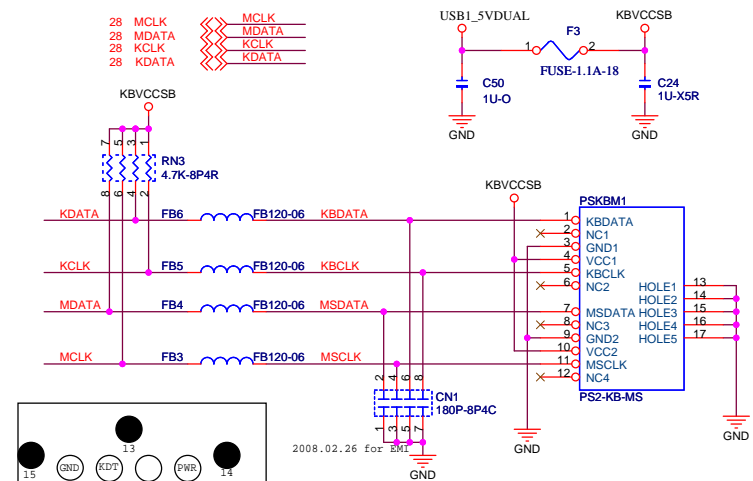 28 MCLK MCLK
28 MDATA MDATA
28 KCLK KCLK
28 KDATA KDATA
USB1_5VDUAL
F3
KBVCCSB
1 2
FUSE-1.1A-18
C50
1U-O
C24
1U-X5R
GND
GND
KBVCCSB
7 5 3 1
RN3
4.7K-8P4R
8 6 4 2
KBVCCSB
PSKBM1
KDATA FB6 FB120-06 KBDATA
KCLK FB5 FB120-06 KBCLK
MDATA FB4 FB120-06 MSDATA
MCLK FB3 FB120-06 MSCLK
1 KBDATA
2 NC1
3 GND1
4 VCC1
5 KBCLK
6 NC2
7 MSDATA
8 NC3
9 GND2
10 VCC2
11 MSCLK
12 NC4
HOLE1 13
HOLE2 14
HOLE3 15
HOLE4 16
HOLE5 17
PS2-KB-MS
2 4 6 8
CN1
180P-8P4C
1 3 5 7
2008.02.26 for EMI
GND
GND
GND
13
15
GND KDT PWR
14